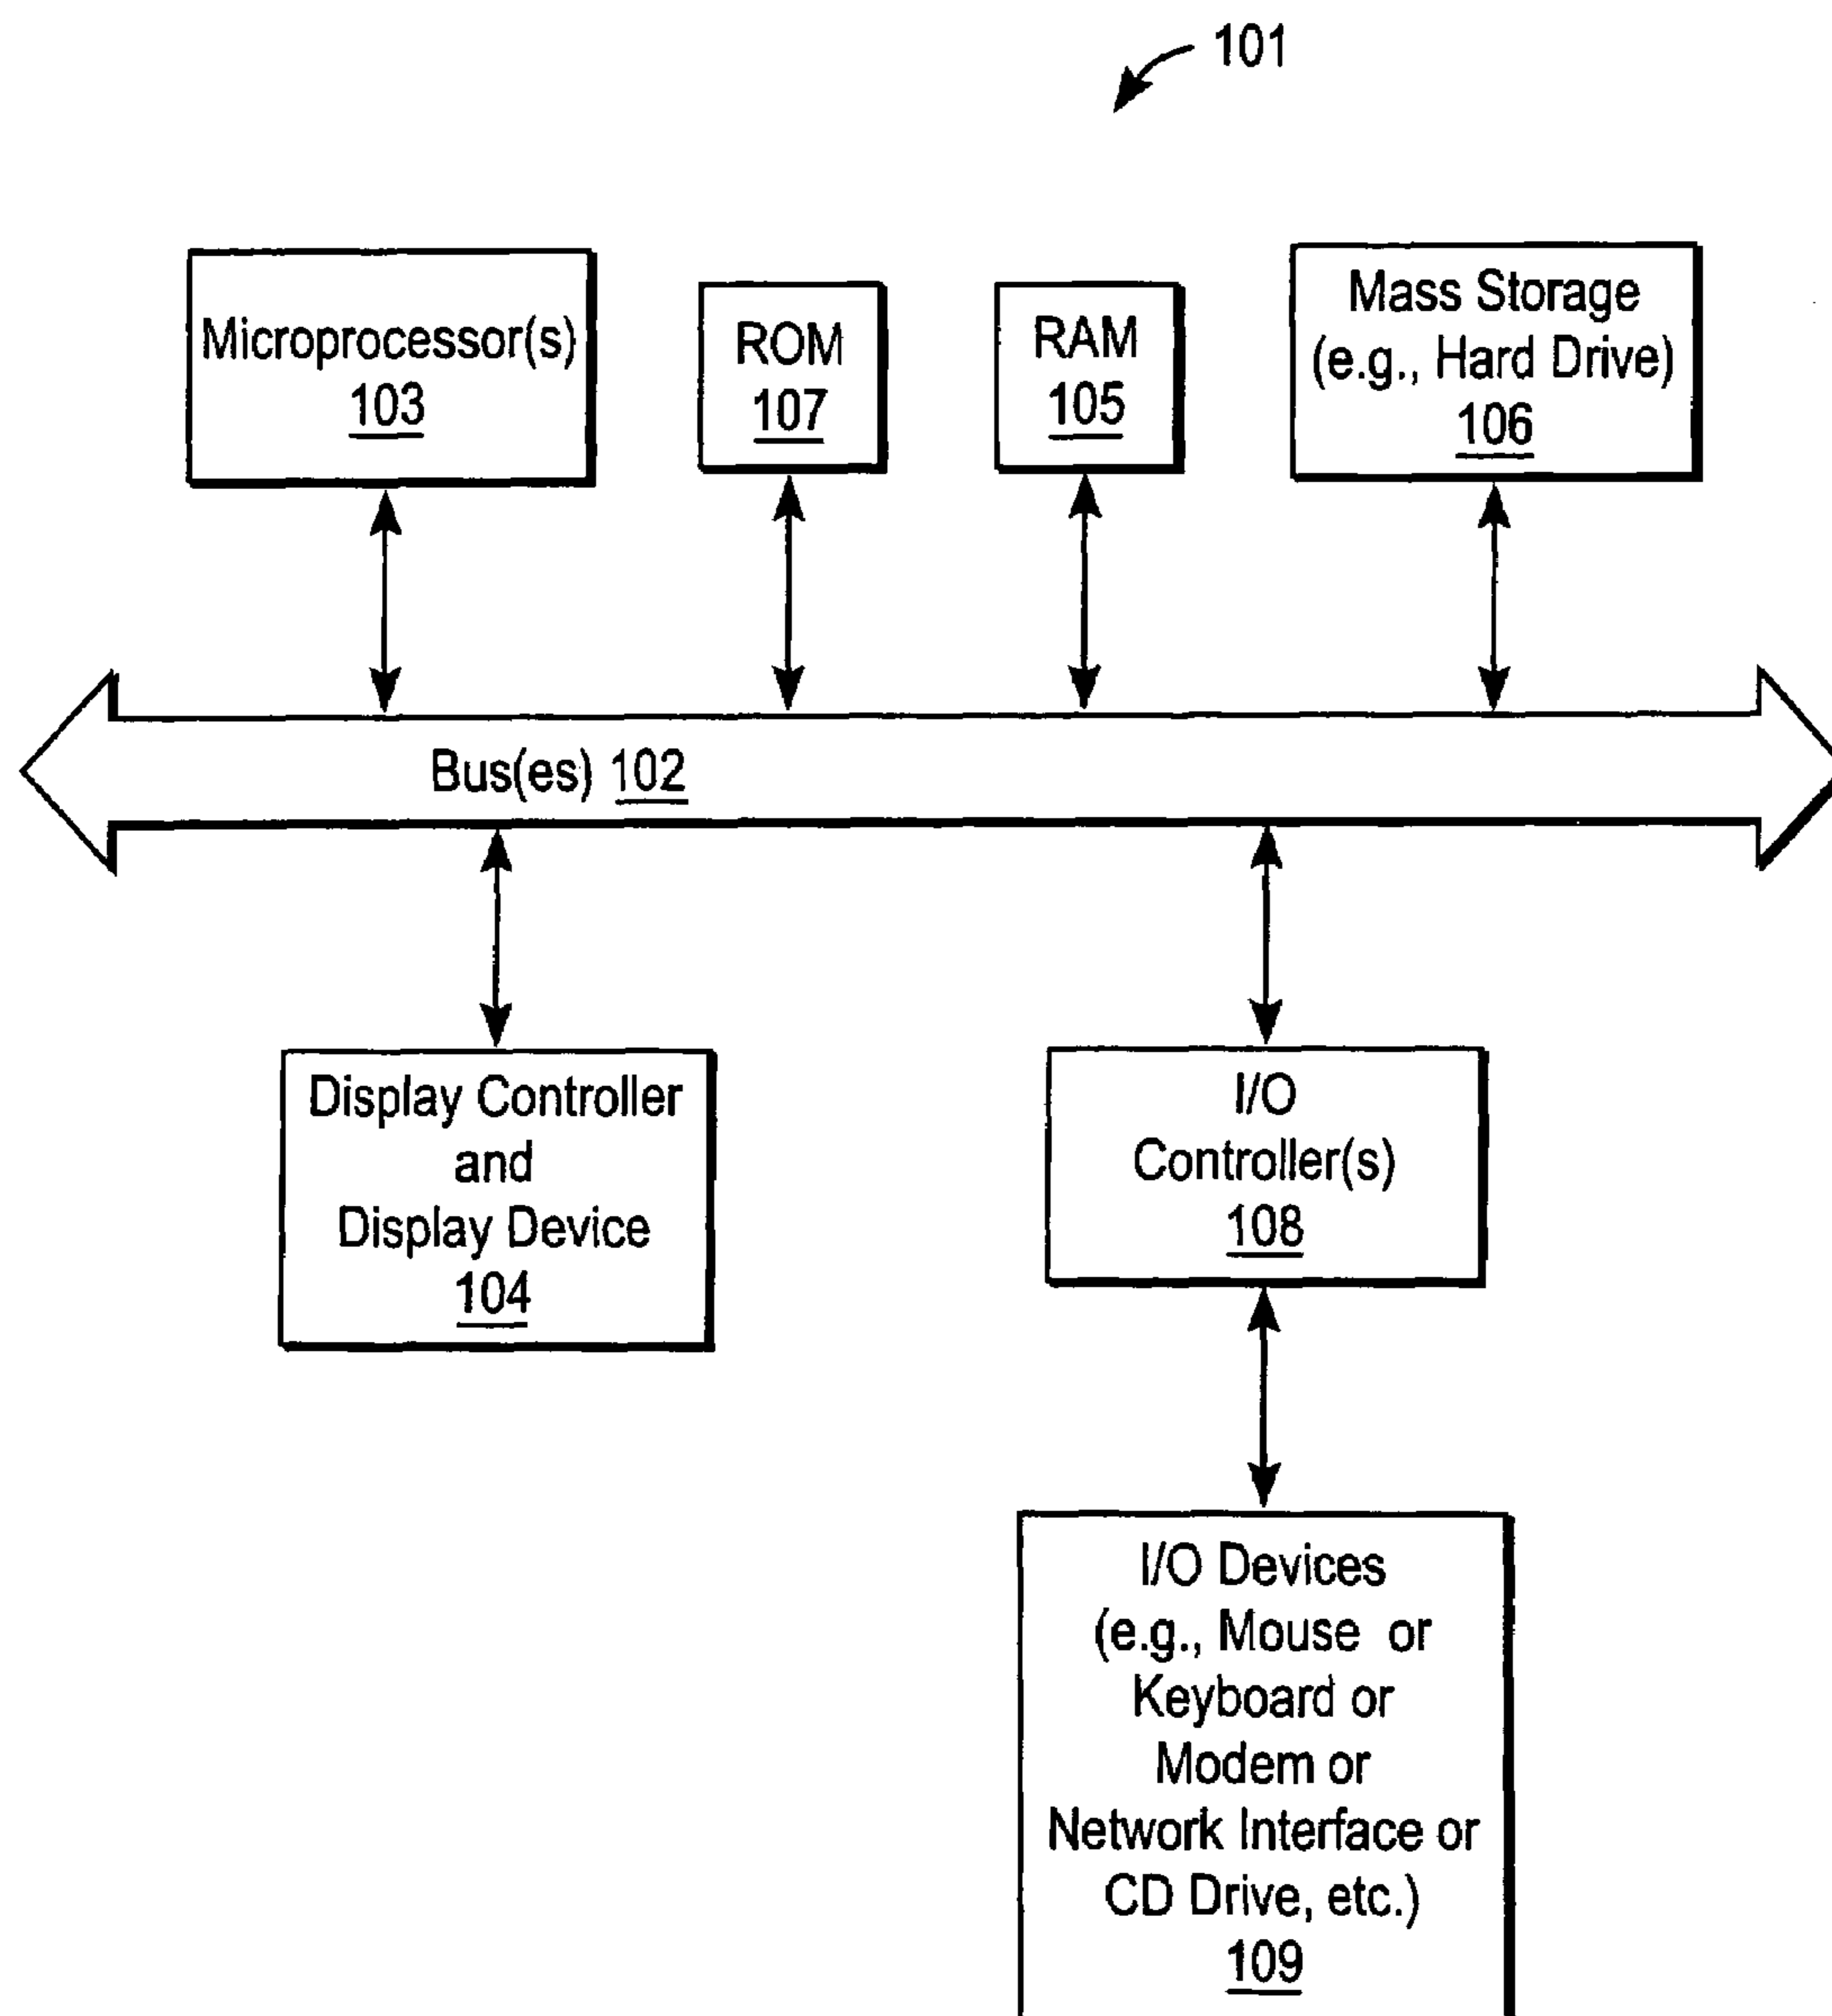 101
Microprocessor(s)
103
ROM
107
RAM
105
Mass Storage
(e.g., Hard Drive)
106
Bus(es) 102
Display Controller
and
Display Device
104
I/O
Controller(s)
108
I/O Devices
(e.g., Mouse or
Keyboard or
Modem or
Network Interface or
CD Drive, etc.)
109